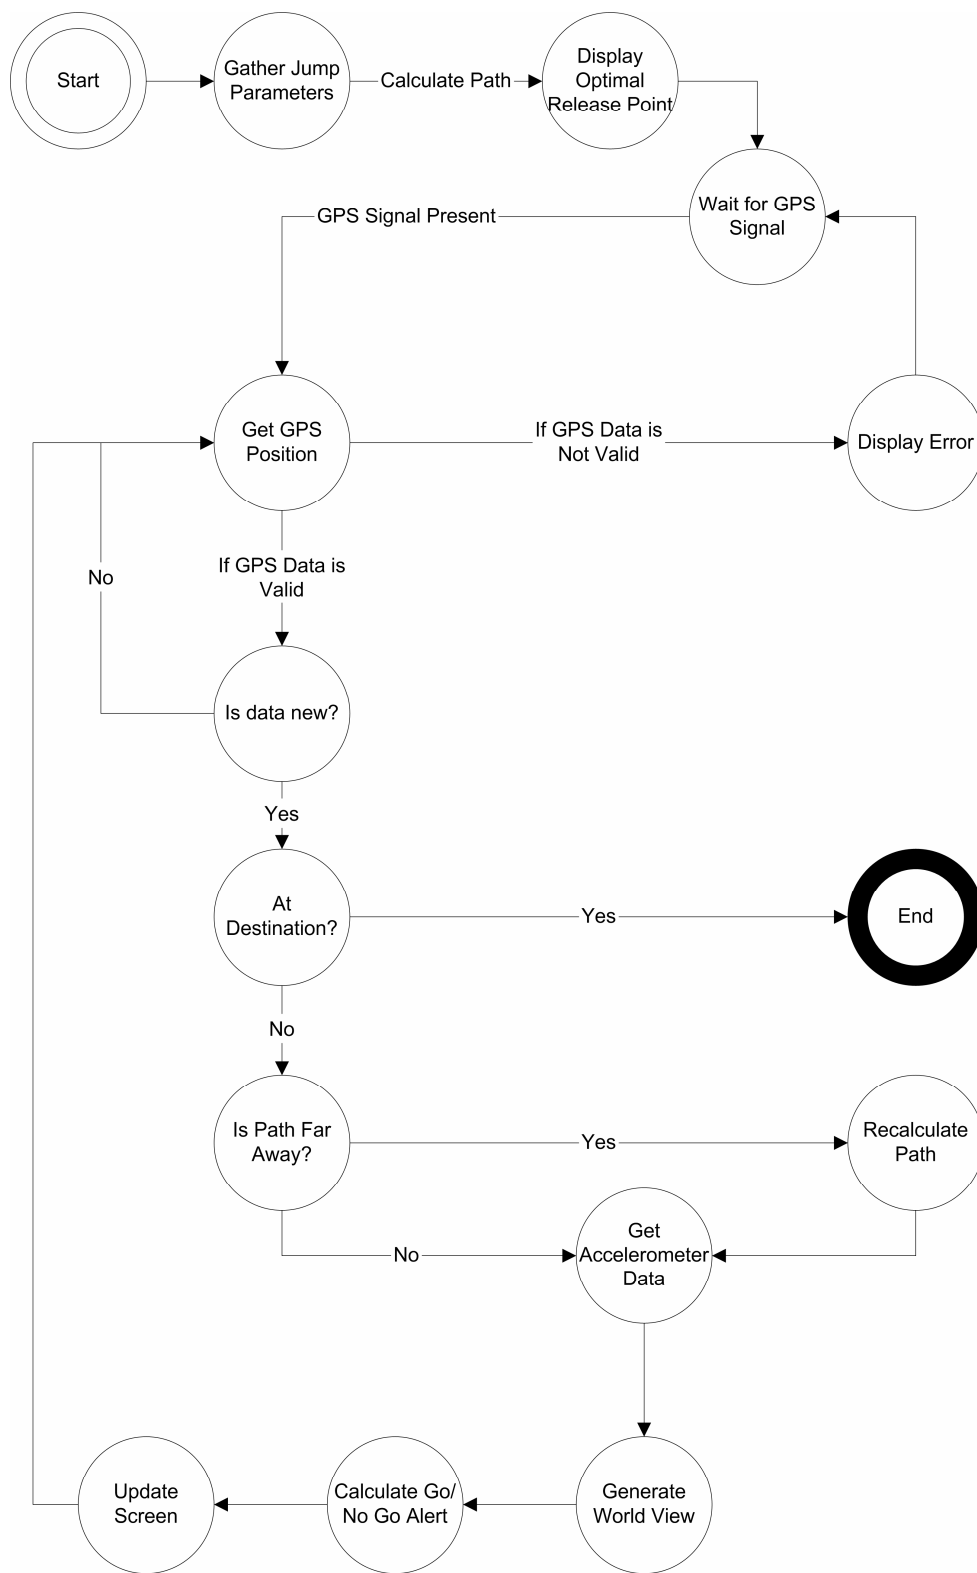 Start
Gather Jump
Parameters
Calculate Path
Display
Optimal
Release Point
Wait for GPS
Signal
GPS Signal Present
Get GPS
Position
If GPS Data is
Not Valid
Display Error
If GPS Data is
Valid
No
Is data new?
Yes
At
Destination?
Yes
End
No
Is Path Far
Away?
Yes
Recalculate
Path
No
Get
Accelerometer
Data
Update
Screen
Calculate Go/
No Go Alert
Generate
World View